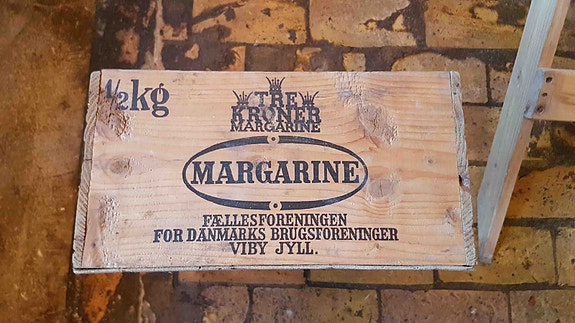 ½kg
TRE
KRONER
MARGARINE
MARGARINE
FÆLLESFORENINGEN
FOR DANMARKS BRUGSFORENINGER
VIBY JYLL.